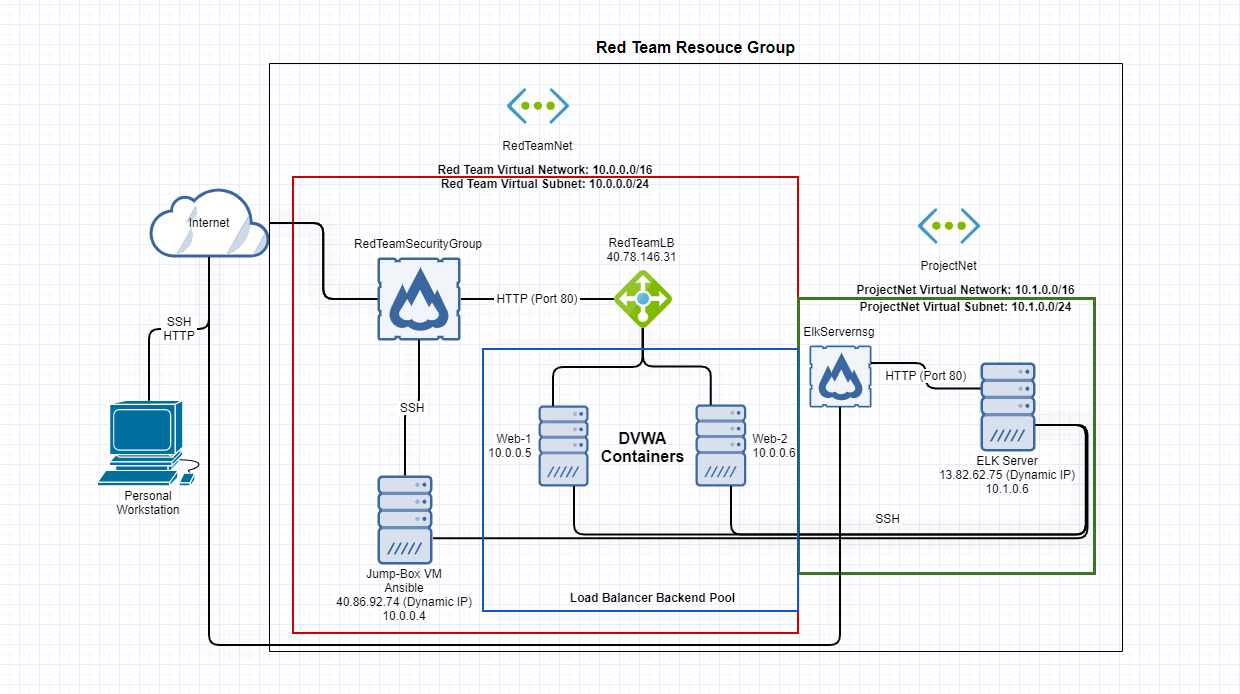 Red Team Resouce Group
RedTeamNet
Red Team Virtual Network: 10.0.0.0/16
Red Team Virtual Subnet: 10.0.0.0/24
Internet
RedTeamSecurityGroup
RedTeamLB
40.78.146.31
HTTP (Port 80)
ProjectNet
ProjectNet Virtual Network: 10.1.0.0/16
ProjectNet Virtual Subnet: 10.1.0.0/24
SSH
HTTP
ElkServernsg
HTTP (Port 80)
SSH
Web-1
10.0.0.5
DVWA
Containers
Web-2
10.0.0.6
ELK Server
13.82.62.75 (Dynamic IP)
10.1.0.6
Personal
Workstation
SSH
Jump-Box VM
Ansible
40.86.92.74 (Dynamic IP)
10.0.0.4
Load Balancer Backend Pool